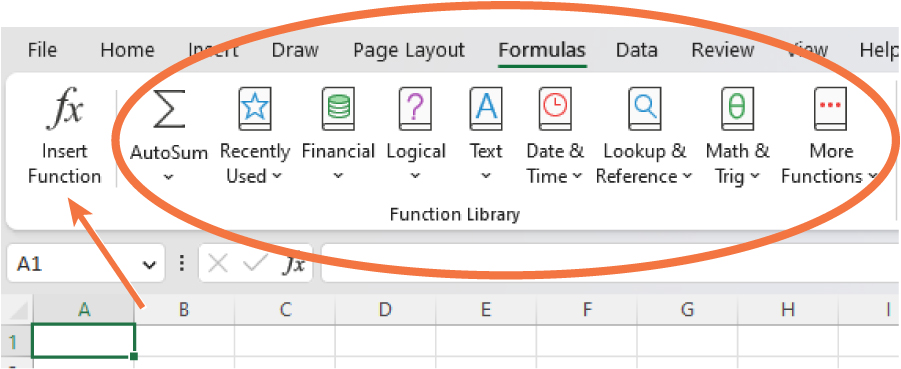 File Home Insert Draw Page Layout Formulas Data Review View Help
fx
Insert Function
AutoSum
Recently Used
Financial
Logical
A
Text
Date & Time
Lookup & Reference
θ
Math & Trig
More Functions
Function Library
A1 fx
A B C D E F G H I
1